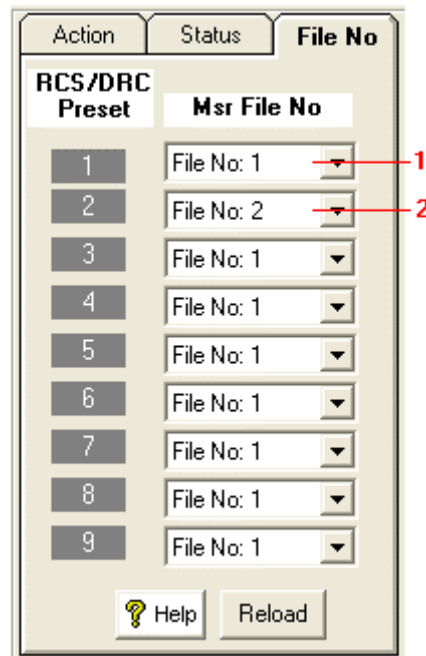 Action Status File No
RCS/DRC
Preset Msr File No
1 File No: 1 1
2 File No: 2 2
3 File No: 1
4 File No: 1
5 File No: 1
6 File No: 1
7 File No: 1
8 File No: 1
9 File No: 1
? Help Reload